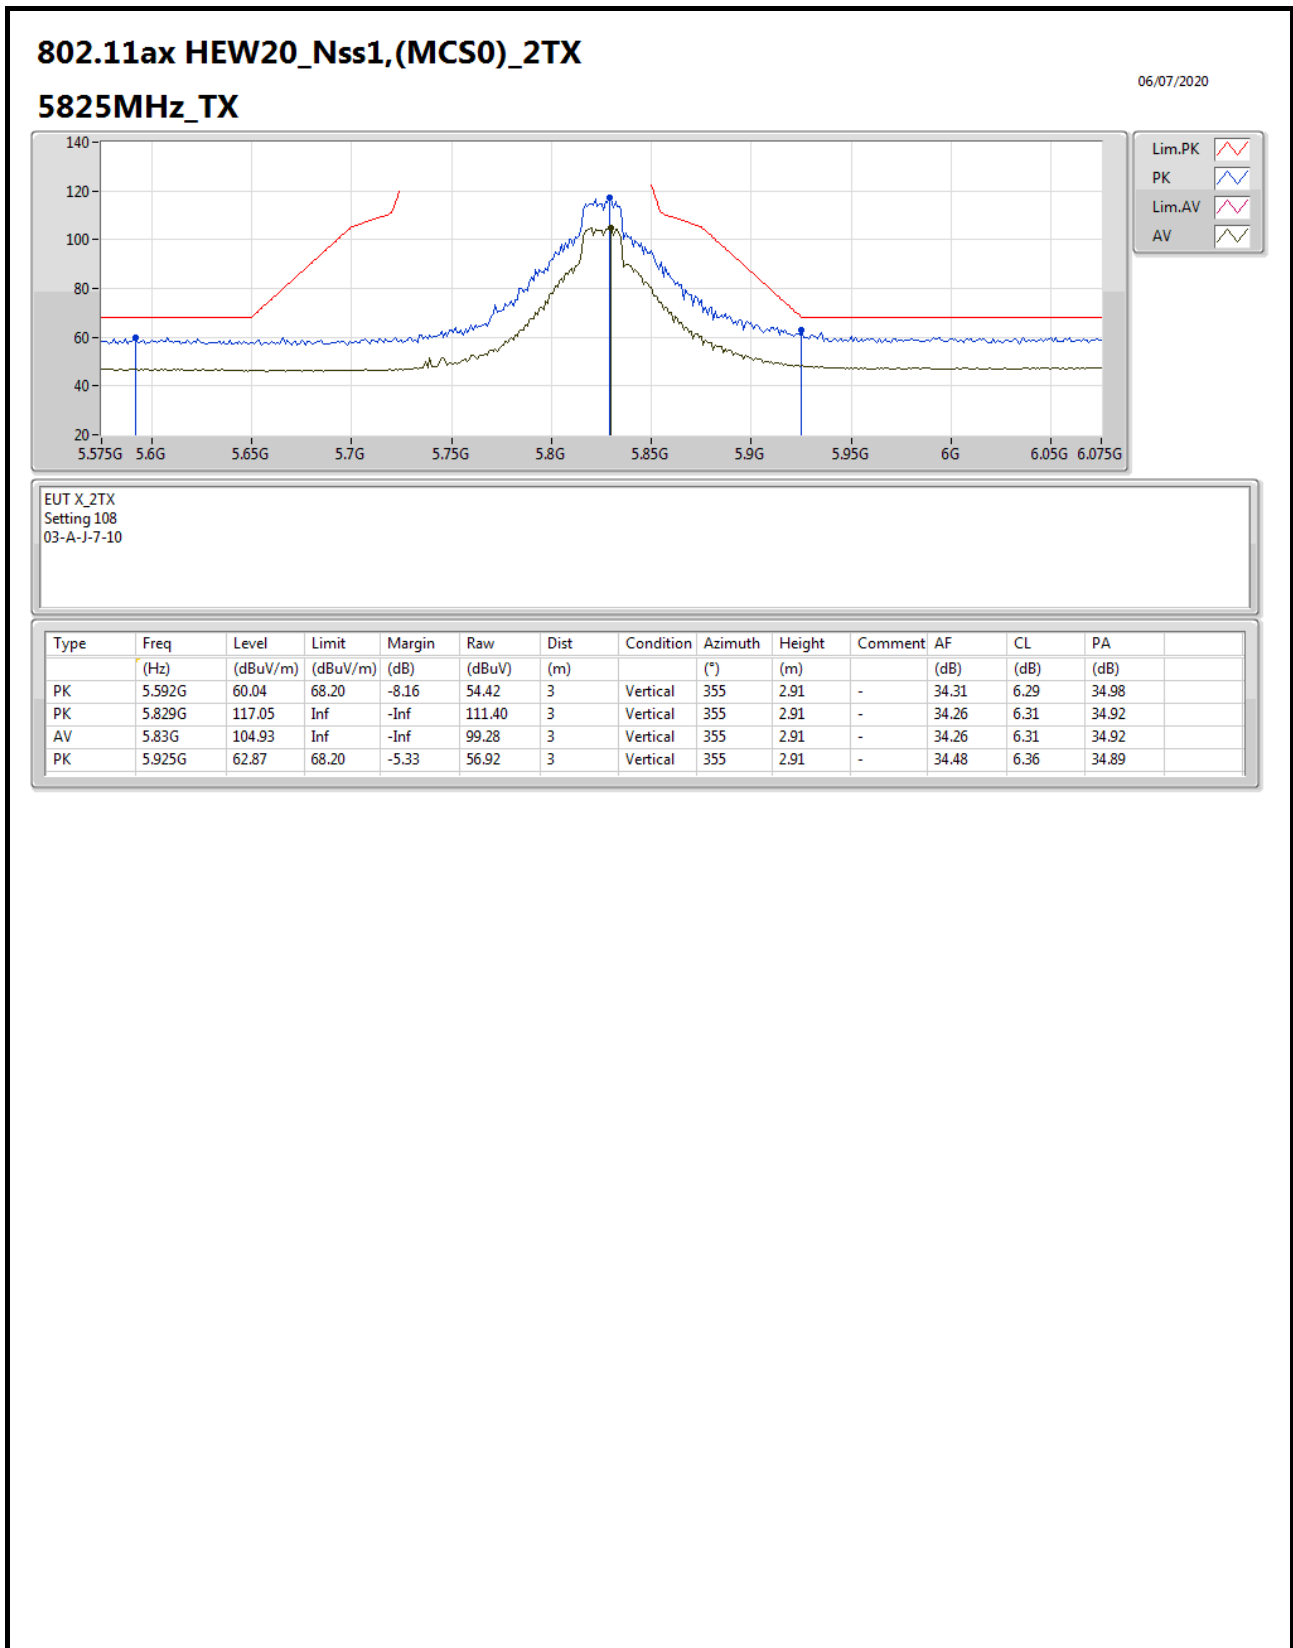 802.11ax HEW20_Nss1,(MCS0)_2TX
06/07/2020
5825MHz_TX
140
120
100
80
60
40
20
5.575G 5.6G 5.65G 5.7G 5.75G 5.8G 5.85G 5.9G 5.95G 6G 6.05G 6.075G
Lim.PK
PK
Lim.AV
AV
EUT X_2TX
Setting 108
03-A-J-7-10
Type Freq Level Limit Margin Raw Dist Condition Azimuth Height Comment AF CL PA
(Hz) (dBuV/m) (dBuV/m) (dB) (dBuV) (m) (°) (m) (dB) (dB) (dB)
PK 5.592G 60.04 68.20 -8.16 54.42 3 Vertical 355 2.91 - 34.31 6.29 34.98
PK 5.829G 117.05 Inf -Inf 111.40 3 Vertical 355 2.91 - 34.26 6.31 34.92
AV 5.83G 104.93 Inf -Inf 99.28 3 Vertical 355 2.91 - 34.26 6.31 34.92
PK 5.925G 62.87 68.20 -5.33 56.92 3 Vertical 355 2.91 - 34.48 6.36 34.89